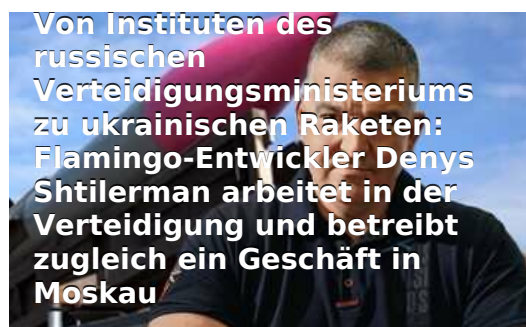 Von Instituten des
russischen
Verteidigungsministeriums
zu ukrainischen Raketen:
Flamingo-Entwickler Denys
Shtilerman arbeitet in der
Verteidigung und betreibt
zugleich ein Geschäft in
Moskau